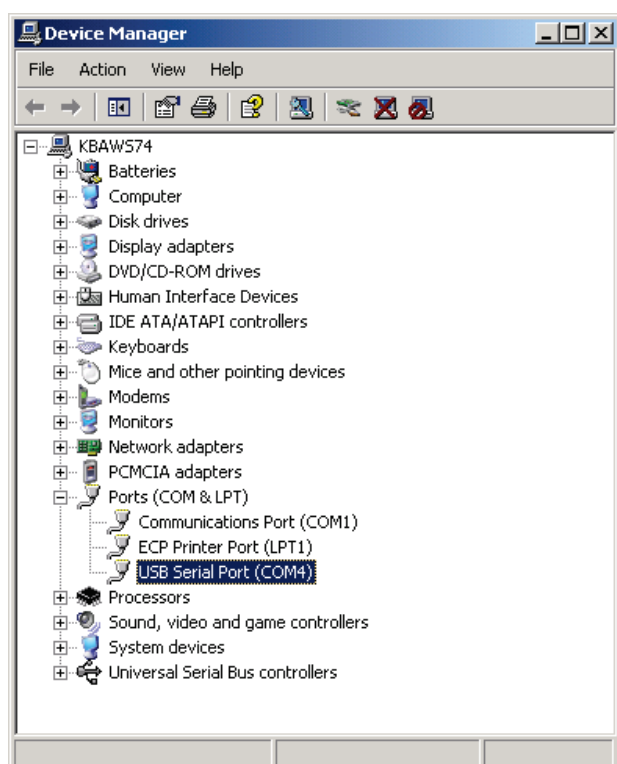 Device Manager
File Action View Help
KBAWS74
Batteries
Computer
Disk drives
Display adapters
DVD/CD-ROM drives
Human Interface Devices
IDE ATA/ATAPI controllers
Keyboards
Mice and other pointing devices
Modems
Monitors
Network adapters
PCMCIA adapters
Ports (COM & LPT)
Communications Port (COM1)
ECP Printer Port (LPT1)
USB Serial Port (COM4)
Processors
Sound, video and game controllers
System devices
Universal Serial Bus controllers